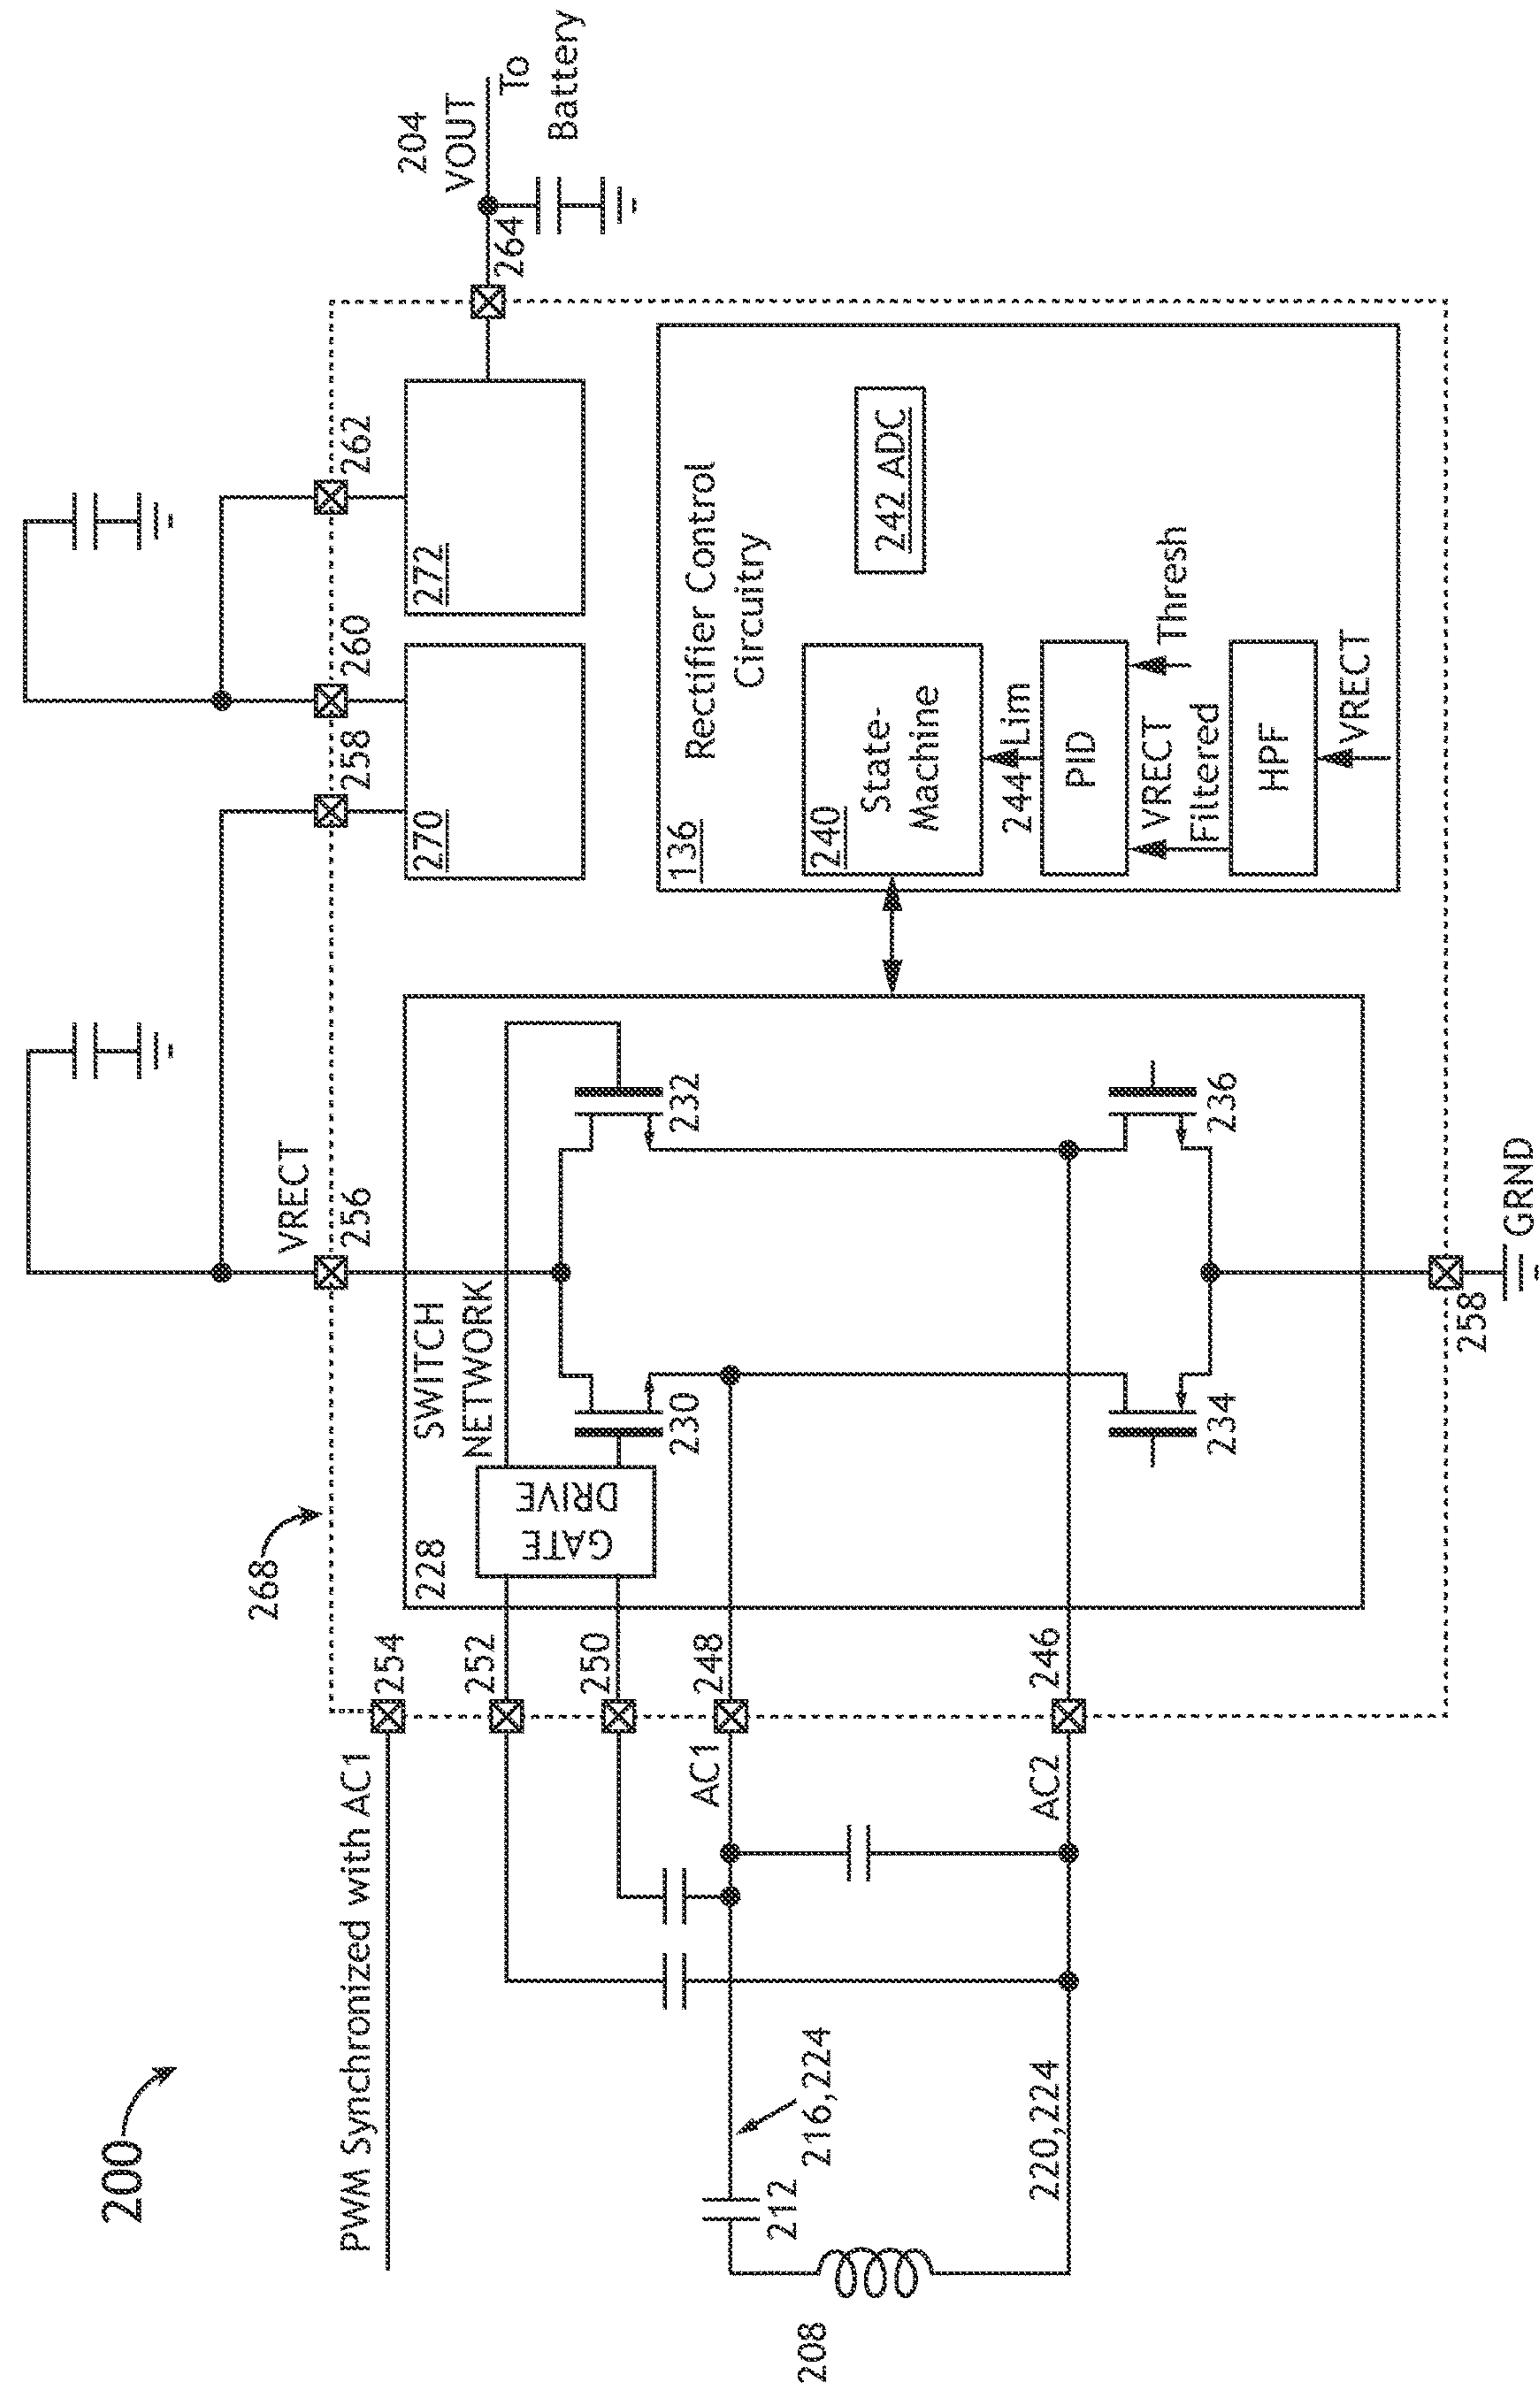 200
PWM Synchronized with AC1
268
VRECT
256
258
260
262
204
VOUT
To
Battery
264
254
252
250
248
246
AC1
AC2
228
SWITCH
NETWORK
GATE
DRIVE
230
232
234
236
270
272
136
Rectifier Control
Circuitry
240
State-
Machine
242 ADC
244 Lim
PID
Thresh
VRECT
Filtered
HPF
VRECT
212
216,224
208
220,224
258
GRND